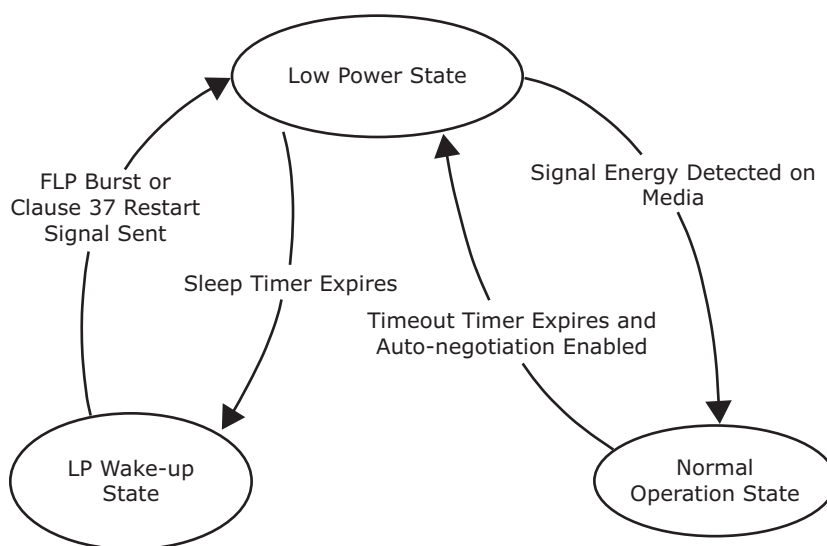 Low Power State
FLP Burst or
Clause 37 Restart
Signal Sent
Signal Energy Detected on
Media
Sleep Timer Expires
Timeout Timer Expires and
Auto-negotiation Enabled
LP Wake-up
State
Normal
Operation State